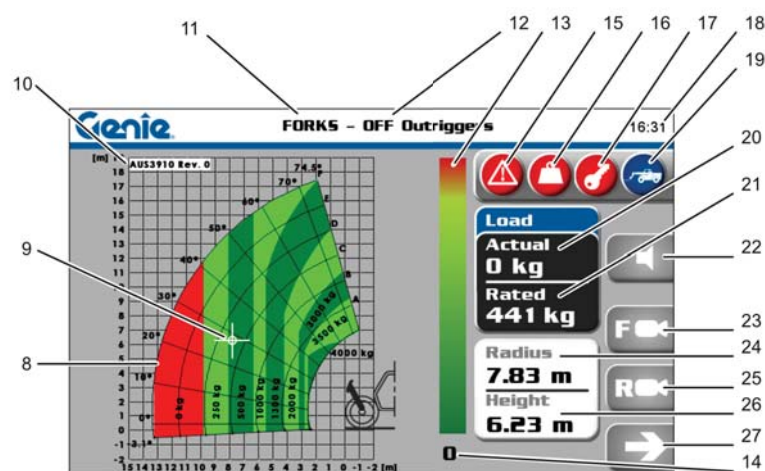 11
12
13
15
16
17
18
19
10
20
21
9
22
23
8
24
25
26
27
14
Genie
FORKS - OFF Outriggers
16:31
[m]
AUS3910 Rev. 0
18
17
16
15
14
13
12
11
10
9
8
7
6
5
4
3
2
1
0
-1
-2
15 14 13 12 11 10 9 8 7 6 5 4 3 2 1 0 -1 -2 [m]
74.5°
70°
60°
50°
40°
30°
20°
10°
0°
-3.1°
F
E
D
C
B
A
0 kg
250 kg
500 kg
1000 kg
1300 kg
2000 kg
3000 kg
3500 kg
4000 kg
0
Load
Actual
0 kg
Rated
441 kg
Radius
7.83 m
Height
6.23 m
F
R